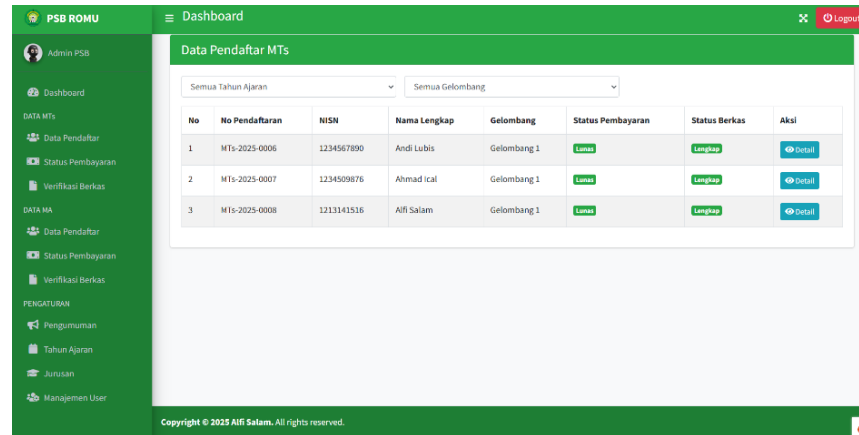 PSB ROMU
Dashboard
Logout
Admin PSB
Dashboard
DATA MTs
Data Pendaftar
Status Pembayaran
Verifikasi Berkas
DATA MA
Data Pendaftar
Status Pembayaran
Verifikasi Berkas
PENGATURAN
Pengumuman
Tahun Ajaran
Jurusan
Manajemen User
Data Pendaftar MTs
Semua Tahun Ajaran Semua Gelombang
No No Pendaftaran NISN Nama Lengkap Gelombang Status Pembayaran Status Berkas Aksi
1 MTs-2025-0006 1234567890 Andi Lubis Gelombang 1 Lunas Lengkap Detail
2 MTs-2025-0007 1234509876 Ahmad Ical Gelombang 1 Lunas Lengkap Detail
3 MTs-2025-0008 1213141516 Alfi Salam Gelombang 1 Lunas Lengkap Detail
Copyright © 2025 Alfi Salam. All rights reserved.